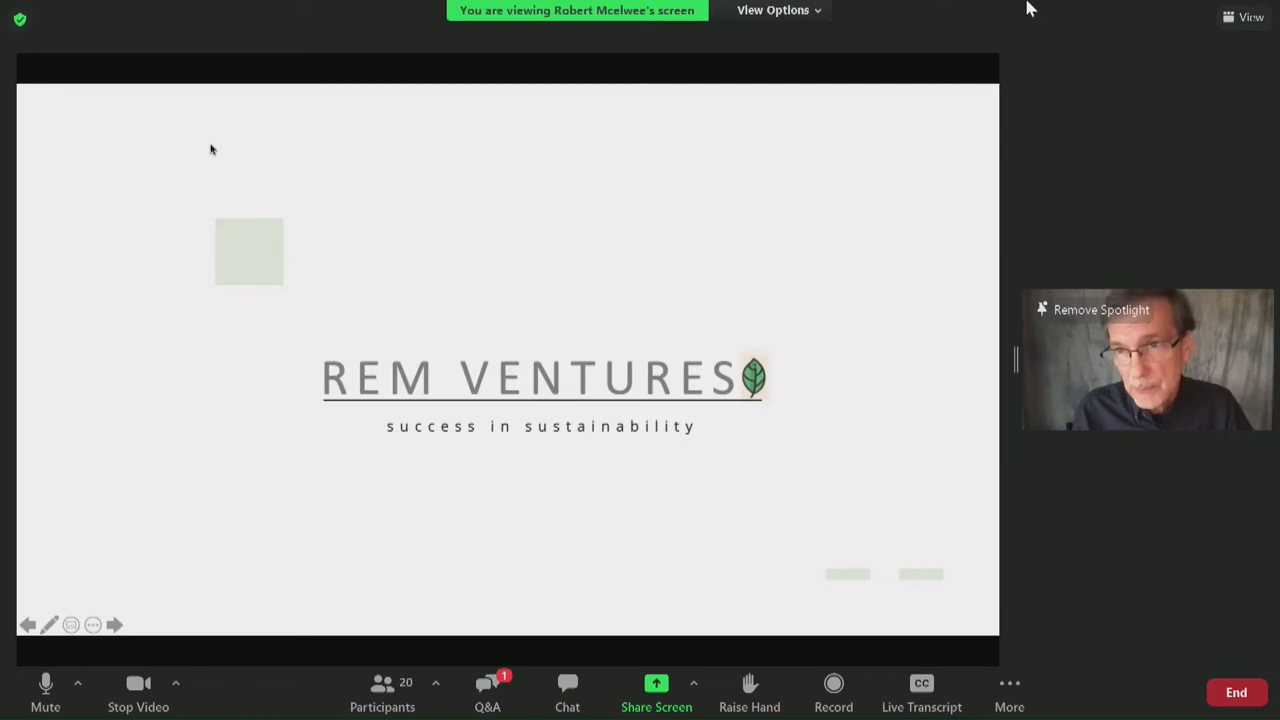 You are viewing Robert Mcelwee's screen
View Options
View
REM VENTURES
success in sustainability
Remove Spotlight
20
1
CC
Mute
Stop Video
Participants
Q&A
Chat
Share Screen
Raise Hand
Record
Live Transcript
More
End